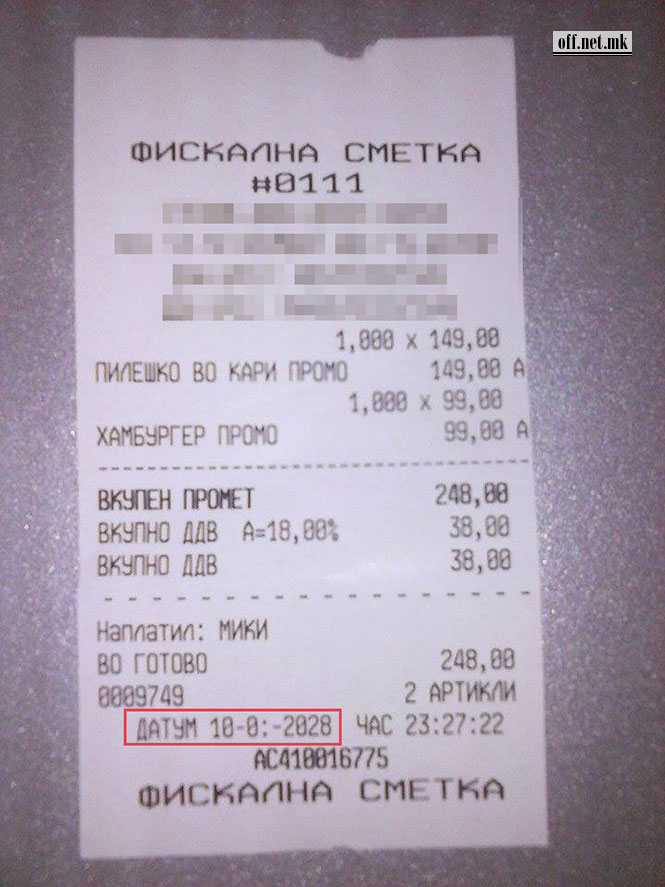 off.net.mk
ФИСКАЛНА СМЕТКА
#0111
1,000 x 149,00
ПИЛЕШКО ВО КАРИ ПРОМО 149,00 А
1,000 x 99,00
ХАМБУРГЕР ПРОМО 99,00 А
ВКУПЕН ПРОМЕТ 248,00
ВКУПНО ДДВ А=18,00% 38,00
ВКУПНО ДДВ 38,00
Наплатил: МИКИ
ВО ГОТОВО 248,00
0009749 2 АРТИКЛИ
ДАТУМ 10-0:-2028 ЧАС 23:27:22
АС410016775
ФИСКАЛНА СМЕТКА